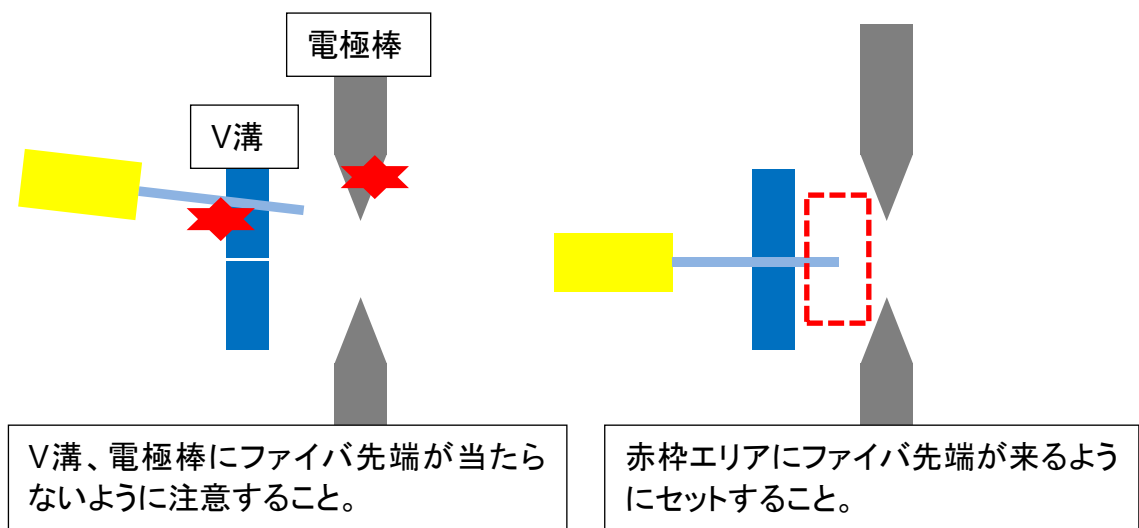 電極棒
V溝
V溝、電極棒にファイバ先端が当たら
ないように注意すること。
赤枠エリアにファイバ先端が来るよう
にセットすること。